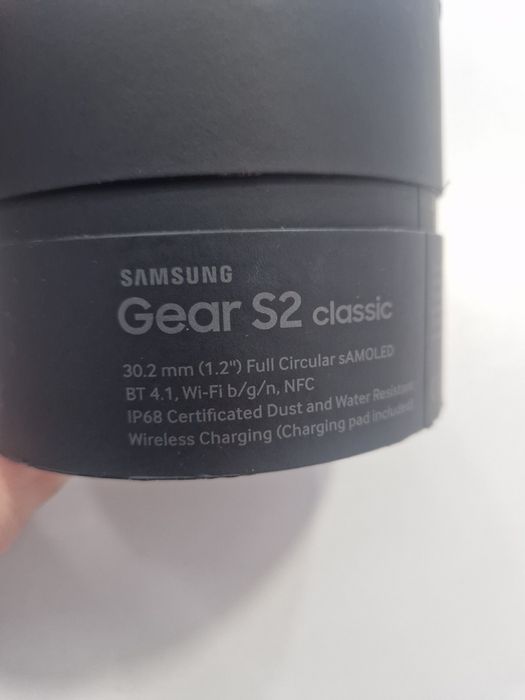 SAMSUNG
Gear S2 classic
30.2 mm (1.2") Full Circular sAMOLED
BT 4.1, Wi-Fi b/g/n, NFC
IP68 Certificated Dust and Water Resistant
Wireless Charging (Charging pad included)